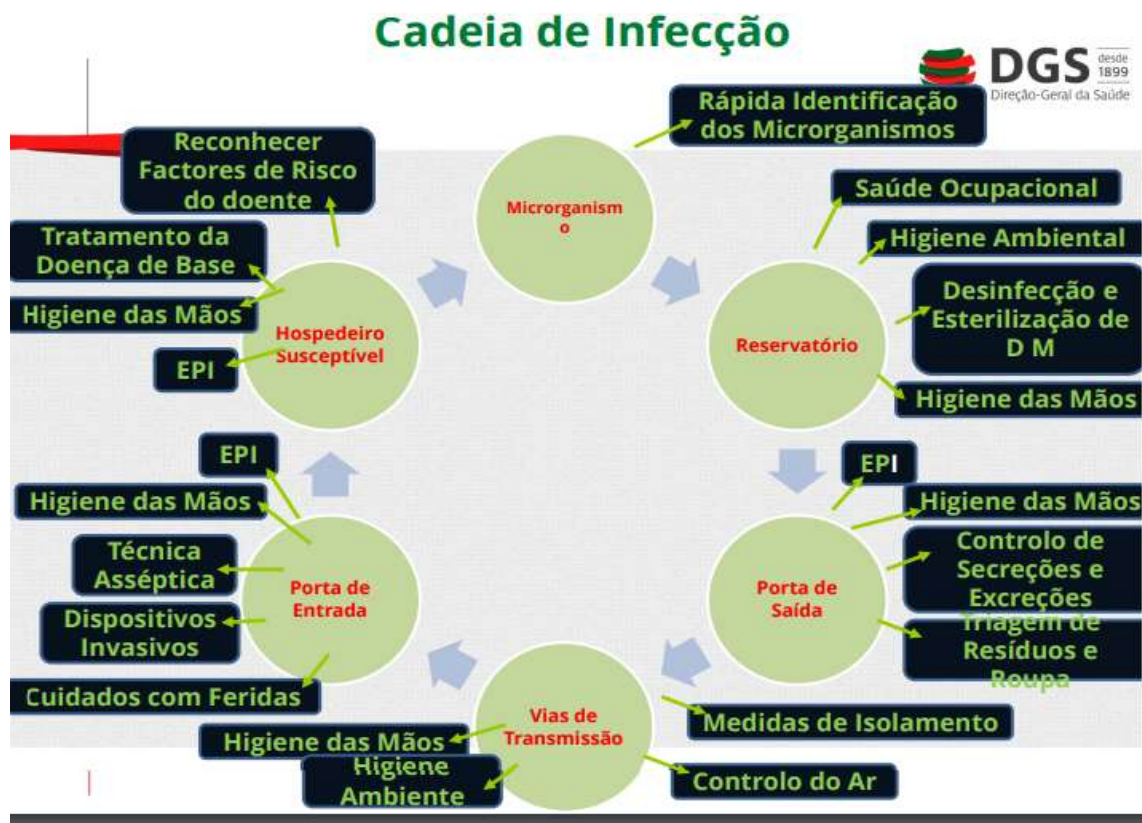 Cadeia de Infecção
DGS
desde
1899
Direção-Geral da Saúde
Rápida Identificação
dos Microrganismos
Reconhecer
Factores de Risco
do doente
Microrganism
o
Saúde Ocupacional
Tratamento da
Doença de Base
Higiene Ambiental
Higiene das Mãos
Hospedeiro
Susceptível
Reservatório
Desinfecção e
Esterilização de
D M
EPI
Higiene das Mãos
EPI
EPI
Higiene das Mãos
Higiene das Mãos
Técnica
Asséptica
Porta de
Entrada
Porta de
Saída
Controlo de
Secreções e
Excreções
Dispositivos
Invasivos
Triagem de
Resíduos e
Roupa
Cuidados com Feridas
Vias de
Transmissão
Medidas de Isolamento
Higiene das Mãos
Higiene
Ambiente
Controlo do Ar